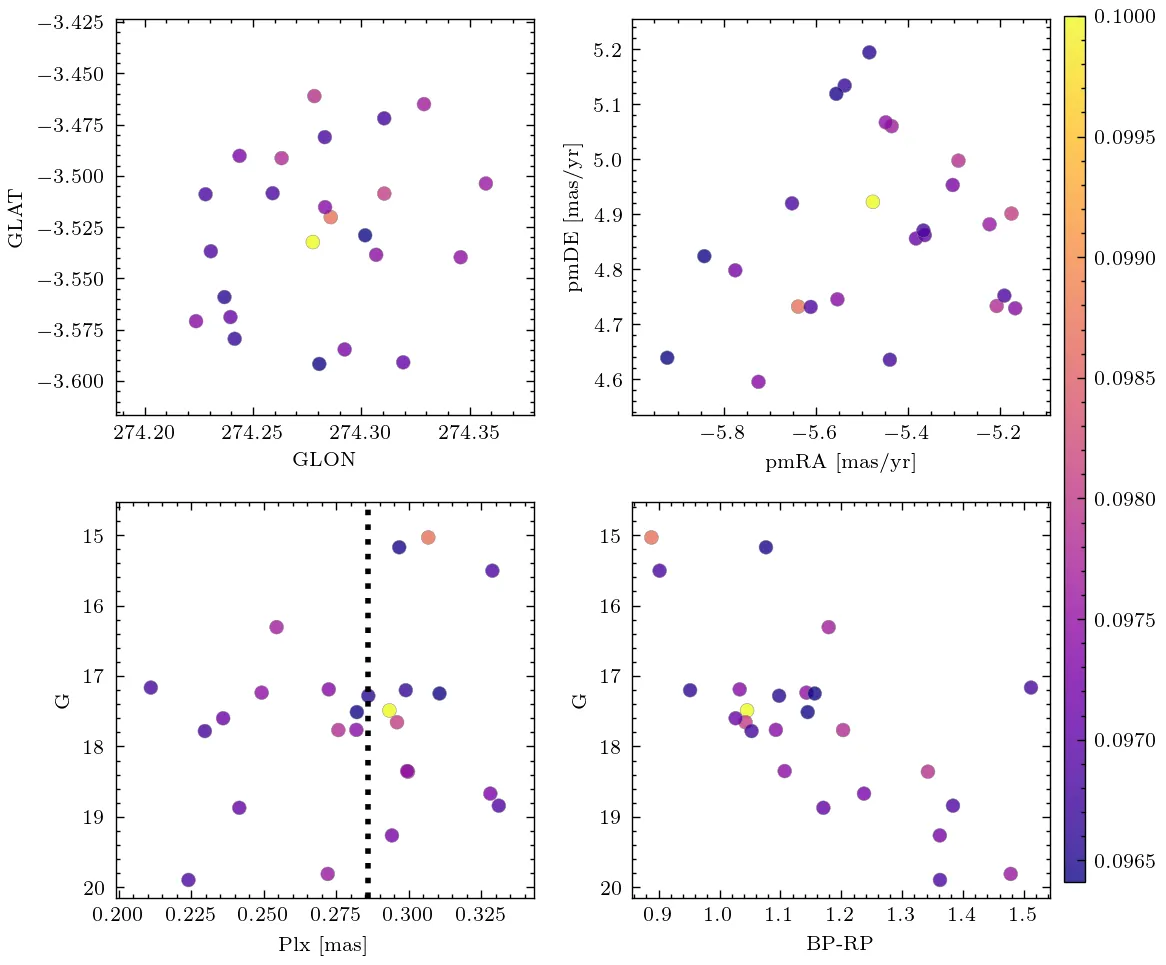 −3.425
−3.450
−3.475
−3.500
−3.525
−3.550
−3.575
−3.600
GLAT
274.20 274.25 274.30 274.35
GLON
5.2
5.1
5.0
4.9
4.8
4.7
4.6
pmDE [mas/yr]
−5.8 −5.6 −5.4 −5.2
pmRA [mas/yr]
15
16
17
18
19
20
G
0.200 0.225 0.250 0.275 0.300 0.325
Plx [mas]
15
16
17
18
19
20
G
0.9 1.0 1.1 1.2 1.3 1.4 1.5
BP-RP
0.1000
0.0995
0.0990
0.0985
0.0980
0.0975
0.0970
0.0965